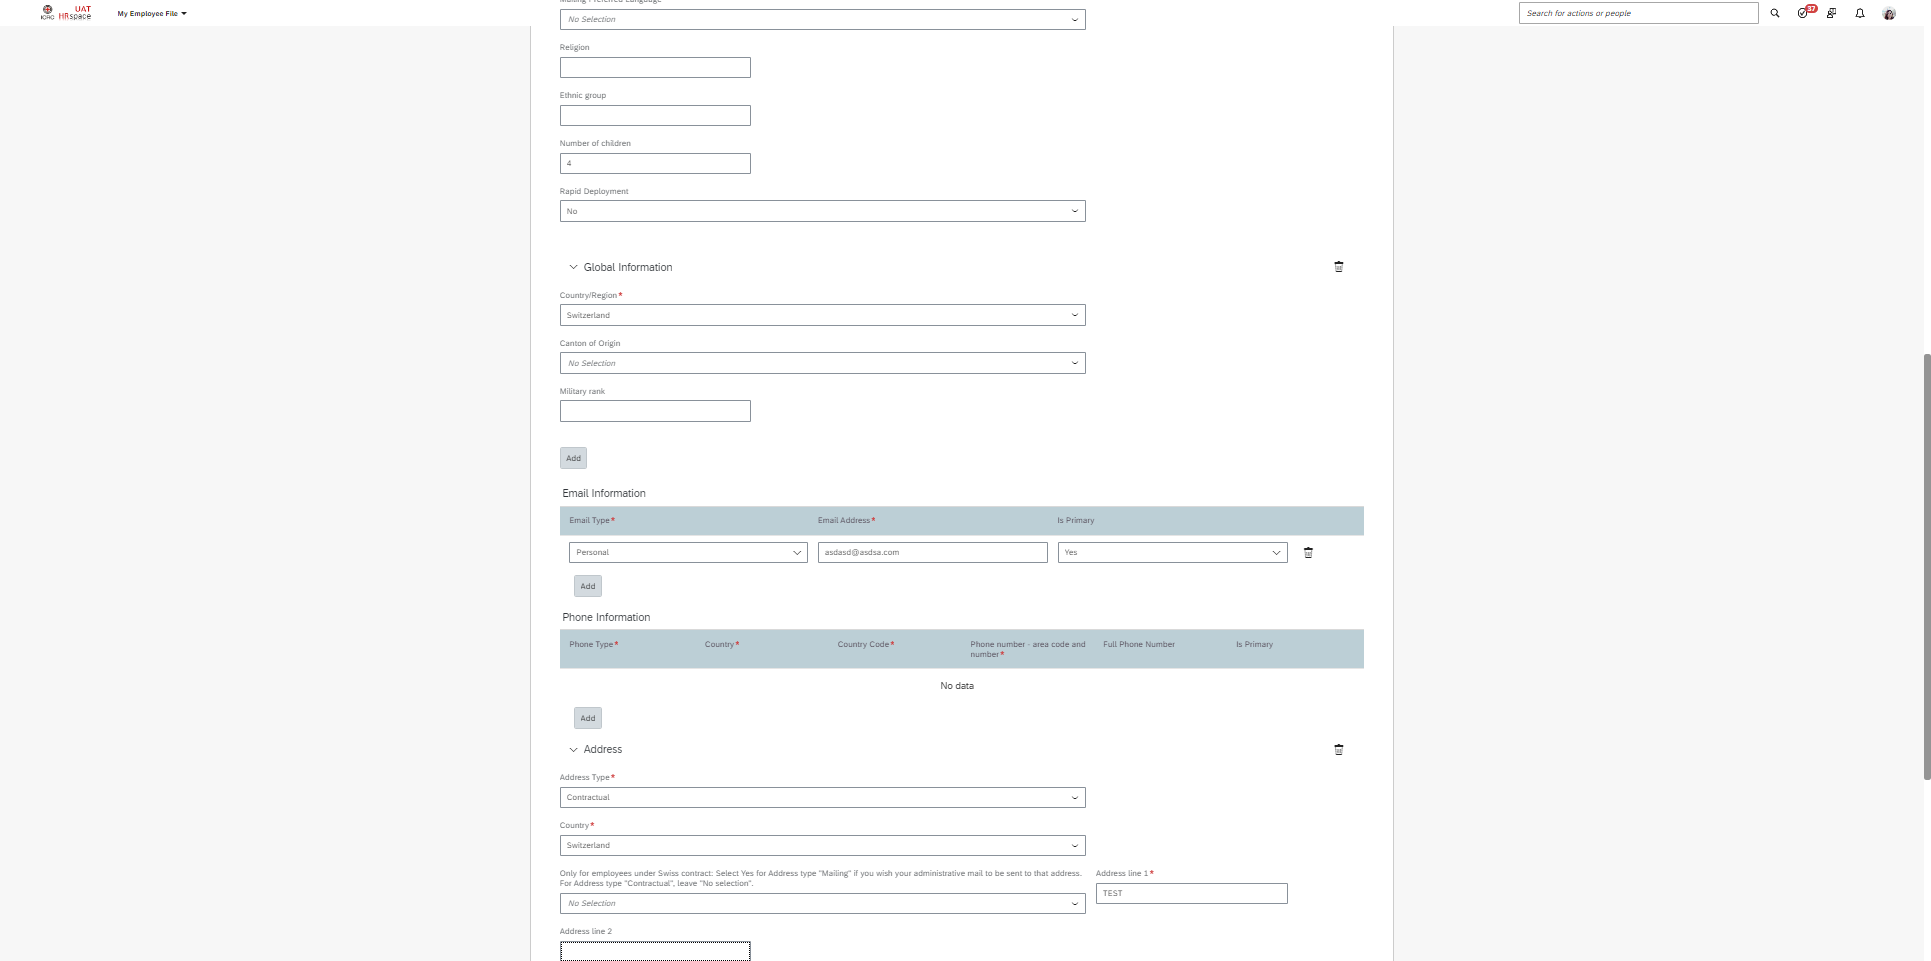 ICRC
UAT
HRspace
My Employee File
Search for actions or people
37
Mailing Preferred Language
No Selection
Religion
Ethnic group
Number of children
4
Rapid Deployment
No
Global Information
Country/Region*
Switzerland
Canton of Origin
No Selection
Military rank
Add
Email Information
Email Type* Email Address* Is Primary
Personal asdasd@asdsa.com Yes
Add
Phone Information
Phone Type* Country* Country Code* Phone number - area code and Full Phone Number Is Primary
number*
No data
Add
Address
Address Type*
Contractual
Country*
Switzerland
Only for employees under Swiss contract: Select Yes for Address type "Mailing" if you wish your administrative mail to be sent to that address. Address line 1*
For Address type "Contractual", leave "No selection".
No Selection TEST
Address line 2